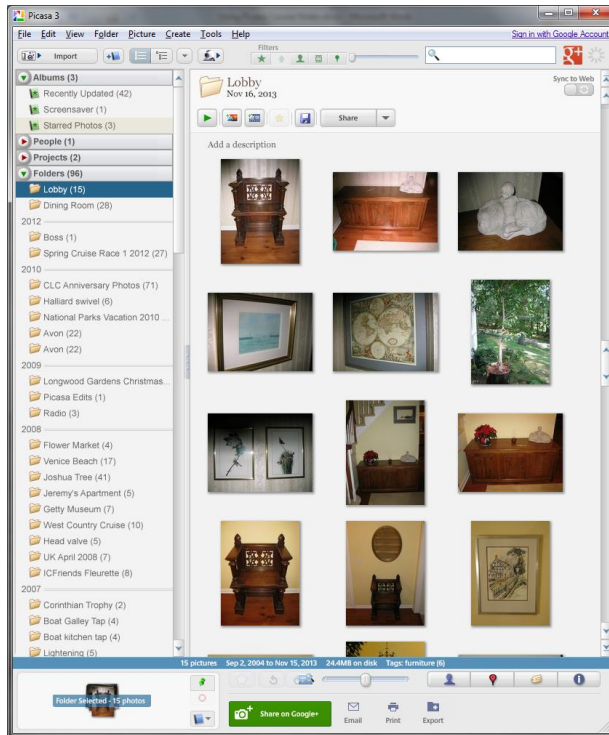 Picasa 3
File Edit View Folder Picture Create Tools Help
Sign in with Google Account
Import
Filters
Albums (3)
Recently Updated (42)
Screensaver (1)
Starred Photos (3)
People (1)
Projects (2)
Folders (96)
Lobby (15)
Dining Room (28)
2012
Boss (1)
Spring Cruise Race 1 2012 (27)
2010
CLC Anniversary Photos (71)
Halliard swivel (6)
National Parks Vacation 2010 ...
Avon (22)
Avon (22)
2009
Longwood Gardens Christmas...
Picasa Edits (1)
Radio (3)
2008
Flower Market (4)
Venice Beach (17)
Joshua Tree (41)
Jeremy's Apartment (5)
Getty Museum (7)
West Country Cruise (10)
Head valve (5)
UK April 2008 (7)
ICFriends Fleurette (8)
2007
Corinthian Trophy (2)
Boat Galley Tap (4)
Boat kitchen tap (4)
Lightening (5)
Lobby
Nov 16, 2013
Sync to Web
Share
Add a description
15 pictures Sep 2, 2004 to Nov 15, 2013 24.4MB on disk Tags: furniture (6)
Folder Selected - 15 photos
Share on Google+
Email
Print
Export